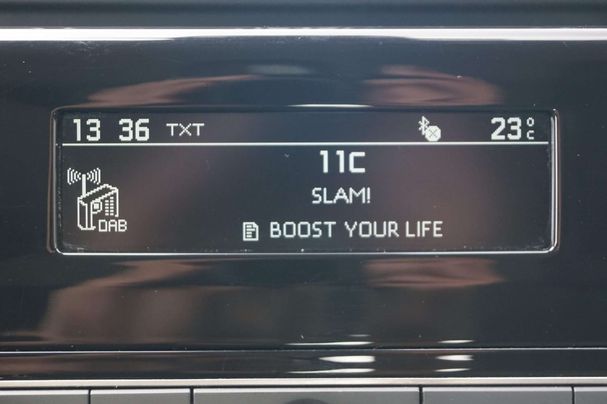 13 36 TXT 23°C
11C
SLAM!
DAB BOOST YOUR LIFE